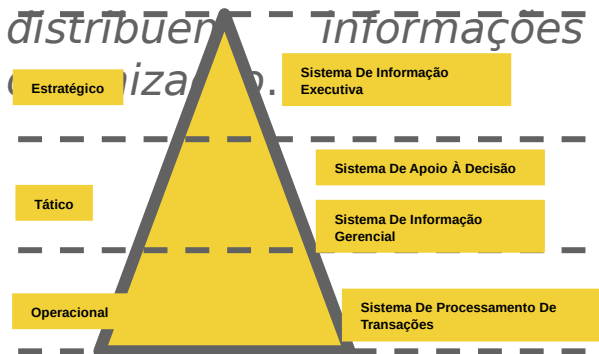 distribuem informações
Estratégico
Sistema De Informação
Executiva
Sistema De Apoio À Decisão
Tático
Sistema De Informação
Gerencial
Operacional
Sistema De Processamento De
Transações